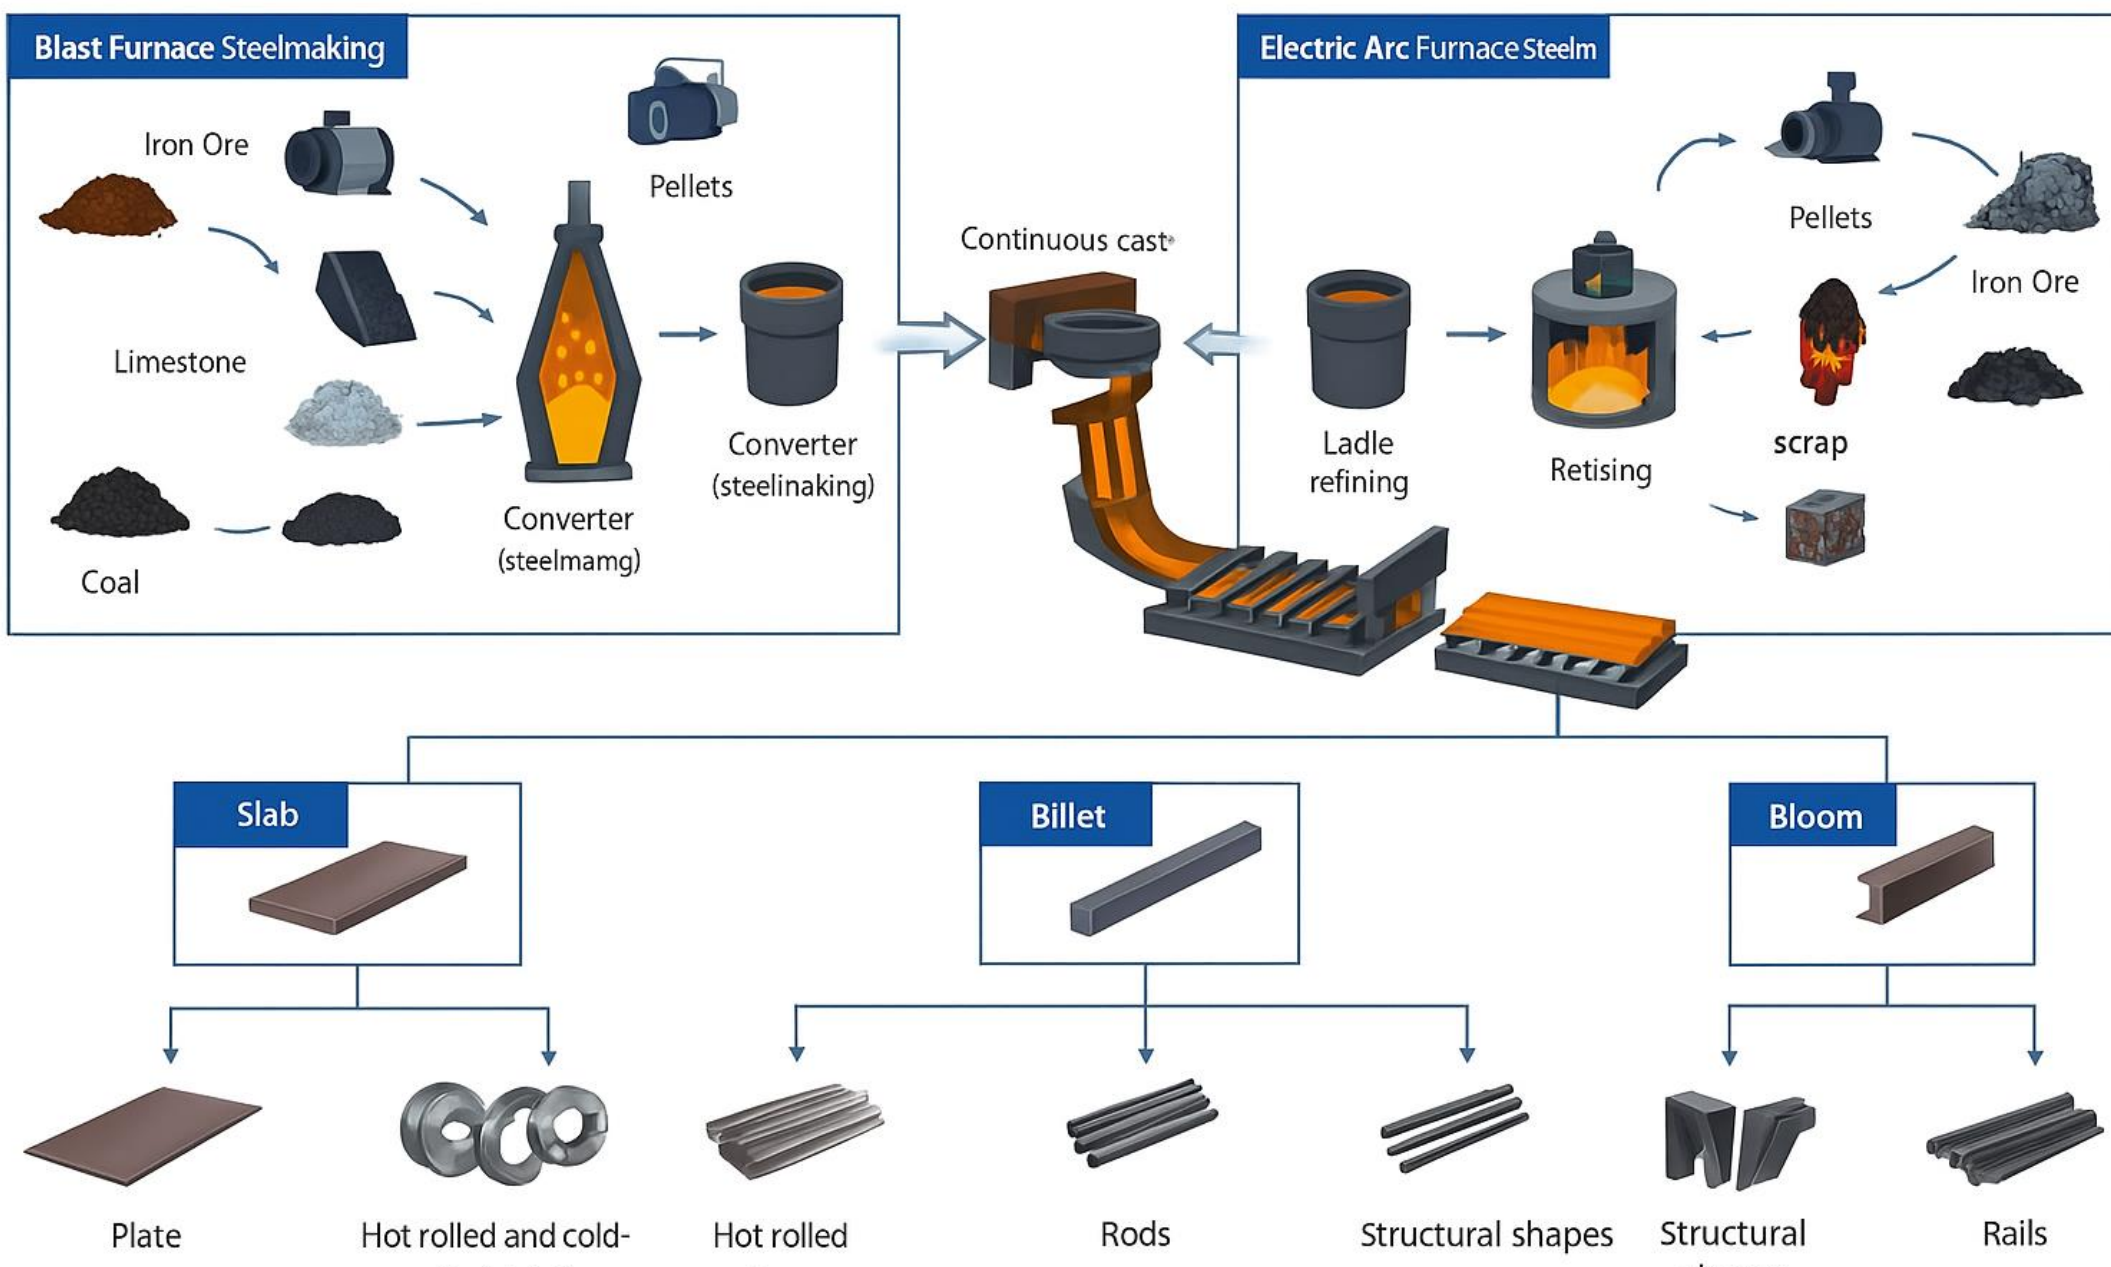 Blast Furnace Steelmaking
Iron Ore
Pellets
Limestone
Coal
Converter
(steelmamg)
Converter
(steelinaking)
Continuous cast
Electric Arc Furnace Steelm
Pellets
Iron Ore
Ladle
refining
Retising
scrap
Slab
Billet
Bloom
Plate
Hot rolled and cold-
Hot rolled
Rods
Structural shapes
Structural
Rails